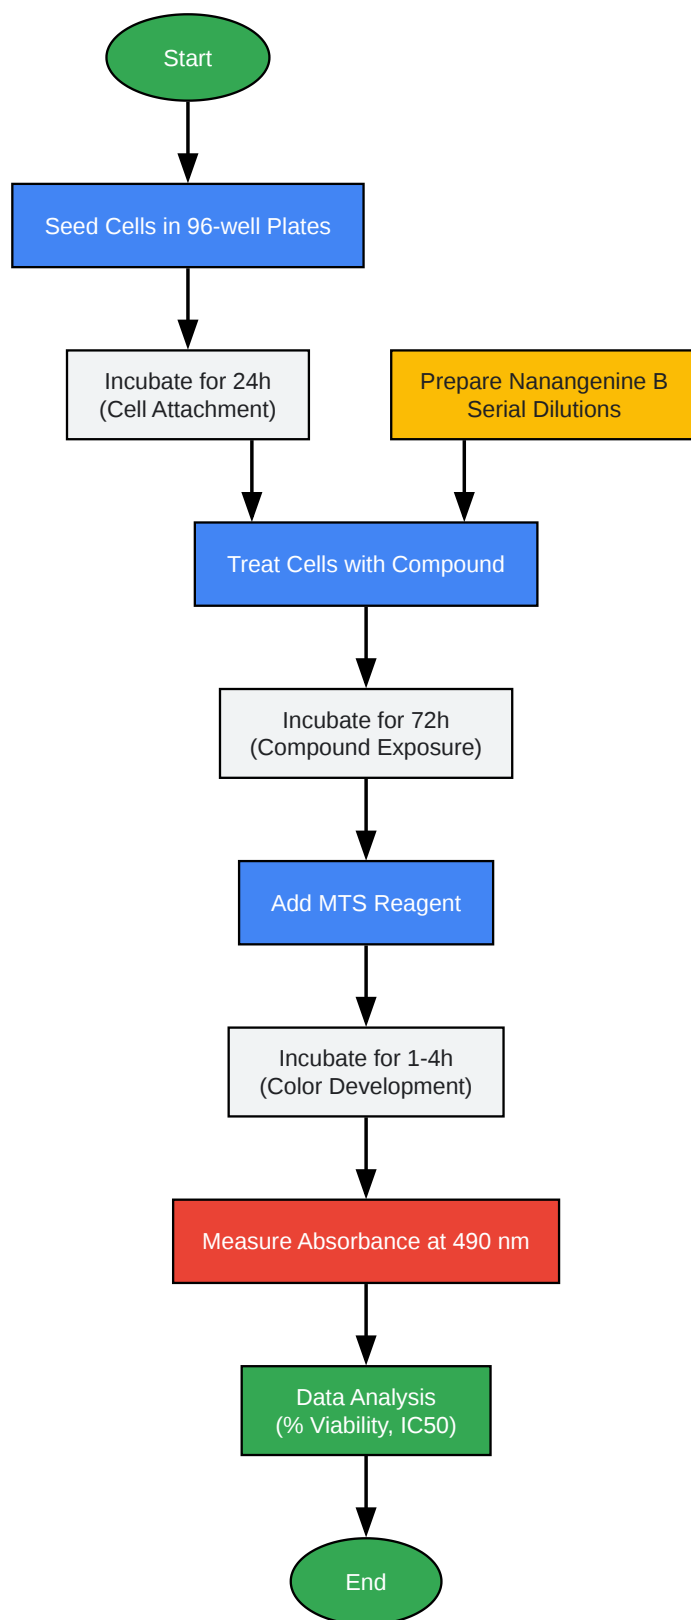 Start
Seed Cells in 96-well Plates
Incubate for 24h
(Cell Attachment)
Prepare Nanangenine B
Serial Dilutions
Treat Cells with Compound
Incubate for 72h
(Compound Exposure)
Add MTS Reagent
Incubate for 1-4h
(Color Development)
Measure Absorbance at 490 nm
Data Analysis
(% Viability, IC50)
End